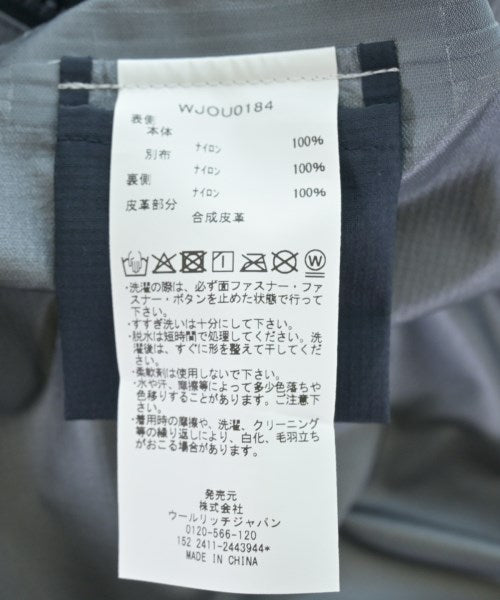 WJOU0184
表側
本体
ナイロン 100%
別布
ナイロン 100%
裏側
ナイロン 100%
皮革部分
合成皮革
W
・洗濯の際は、必ず面ファスナー・ファ
スナー・ボタンを止めた状態で行って
下さい。
・すすぎ洗いは十分にして下さい。
・脱水は短時間で処理してください。洗
濯後は、すぐに形を整えて干してくだ
さい。
・柔軟剤は使用しないで下さい。
・水や汗、摩擦等によって多少色落ちや
色移りすることがあります。ご注意下
さい。
・着用時の摩擦や、洗濯、クリーニング
等の繰り返しにより、白化、毛羽立ち
がおこる場合があります。
発売元
株式会社
ウールリッチジャパン
0120-566-120
152 2411-2443944*
MADE IN CHINA